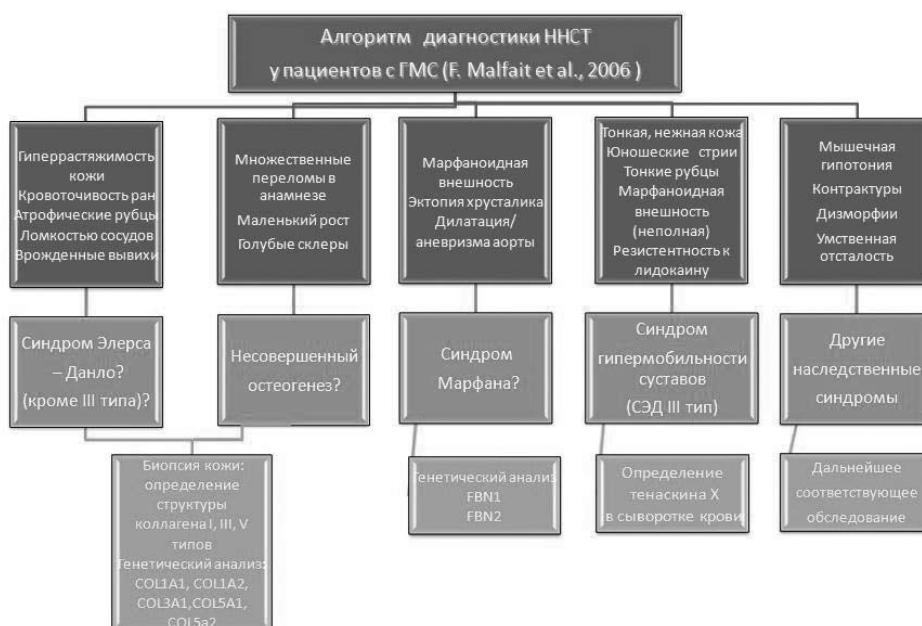 Алгоритм диагностики ННСТ
у пациентов с ГМС (F. Malfait et al., 2006 )
Гиперрастяжимость
кожи
Кровоточивость ран
Атрофические рубцы
Ломкостью сосудов
Врожденные вывихи
Множественные
переломы в
анамнезе
Маленький рост
Голубые склеры
Марфаноидная
внешность
Эктопия хрусталика
Дилатация/
аневризма аорты
Тонкая, нежная кожа
Юношеские стрии
Тонкие рубцы
Марфаноидная
внешность
(неполная)
Резистентность к
лидокаину
Мышечная
гипотония
Контрактуры
Дизморфии
Умственная
отсталость
Синдром Элерса
– Данло?
(кроме III типа)?
Несовершенный
остеогенез?
Синдром
Марфана?
Синдром
гипермобильности
суставов
(СЭД III тип)
Другие
наследственные
синдромы
Биопсия кожи:
определение
структуры
коллагена I, III, V
типов
Генетический анализ:
COL1A1, COL1A2,
COL3A1,COL5A1,
COL5a2
Генетический анализ
FBN1
FBN2
Определение
тенаскина X
в сыворотке крови
Дальнейшее
соответствующее
обследование